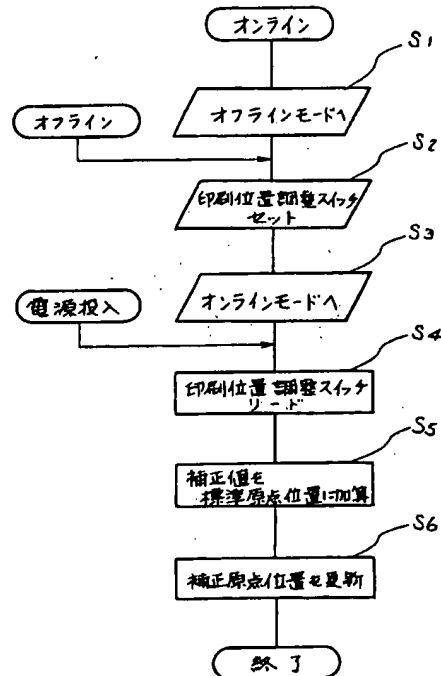 オンライン
S1
オフラインモードへ
オフライン
S2
印刷位置調整スイッチ
セット
S3
オンラインモードへ
電源投入
S4
印刷位置調整スイッチ
リード
S5
補正値を
標準原点位置に加算
S6
補正原点位置を更新
終了